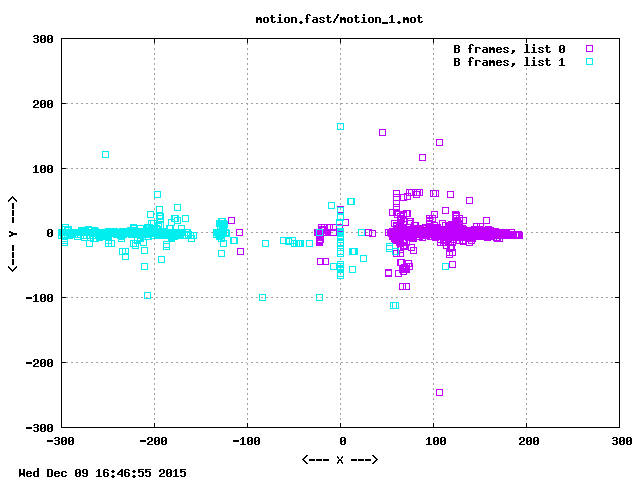 motion.fast/motion_1.mot
B frames, list 0
B frames, list 1
300
200
100
0
-100
-200
-300
<--- Y --->
-300 -200 -100 0 100 200 300
<--- X --->
Wed Dec 09 16:46:55 2015